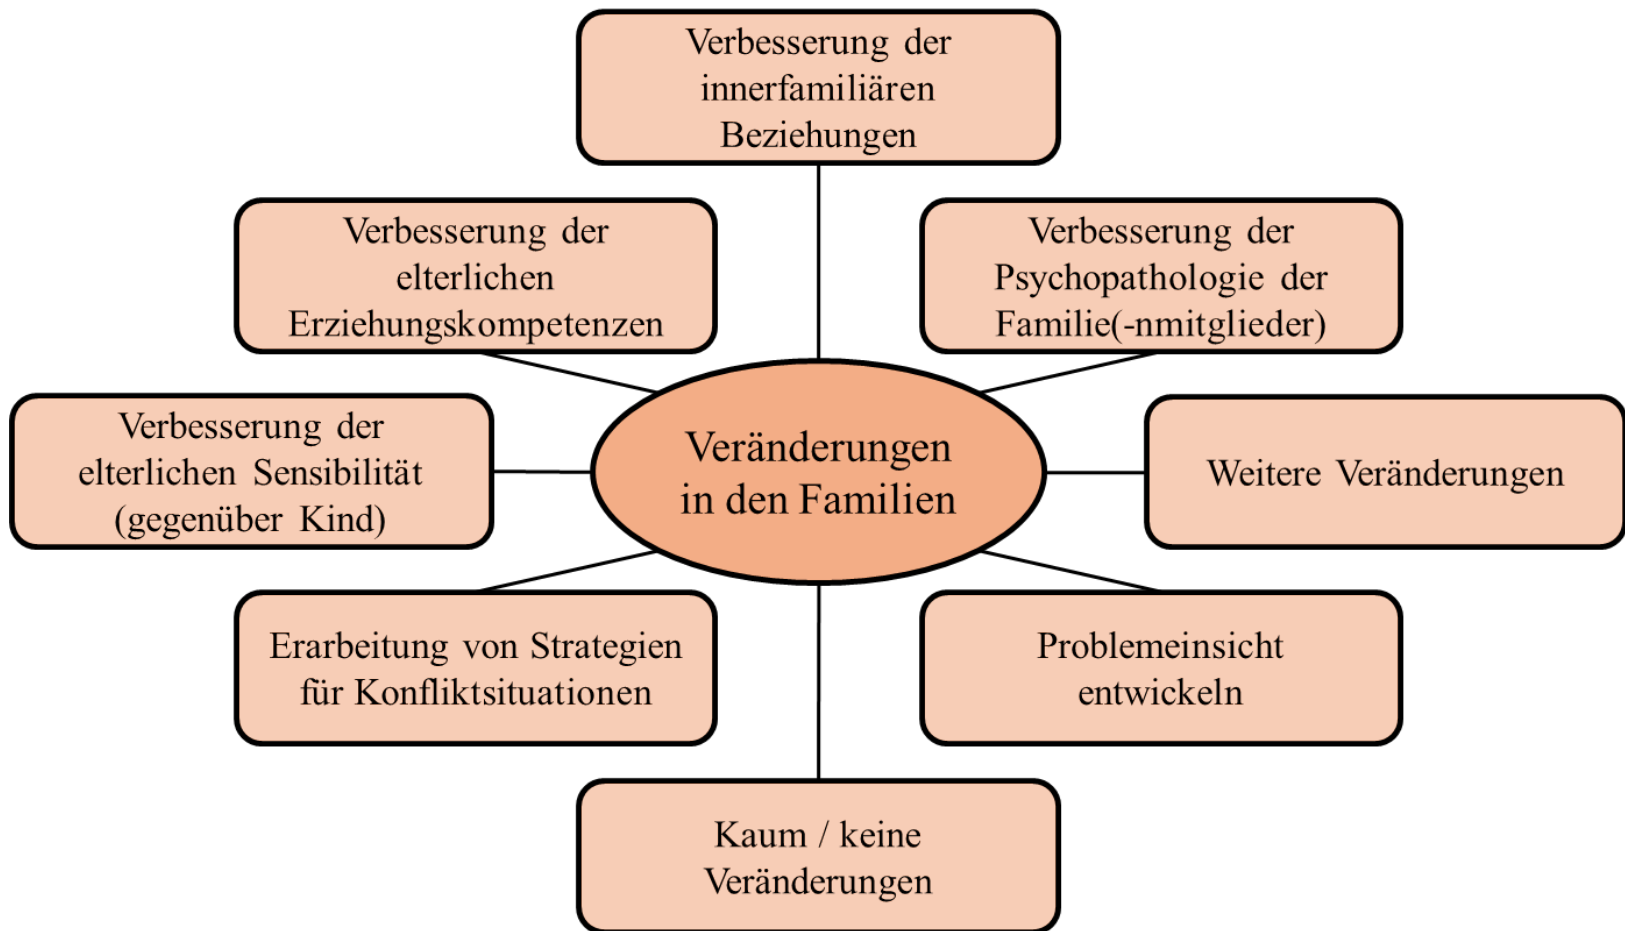 Verbesserung der
innerfamiliären
Beziehungen
Verbesserung der
elterlichen
Erziehungskompetenzen
Verbesserung der
Psychopathologie der
Familie(-nmitglieder)
Verbesserung der
elterlichen Sensibilität
(gegenüber Kind)
Veränderungen
in den Familien
Weitere Veränderungen
Erarbeitung von Strategien
für Konfliktsituationen
Problemeinsicht
entwickeln
Kaum / keine
Veränderungen